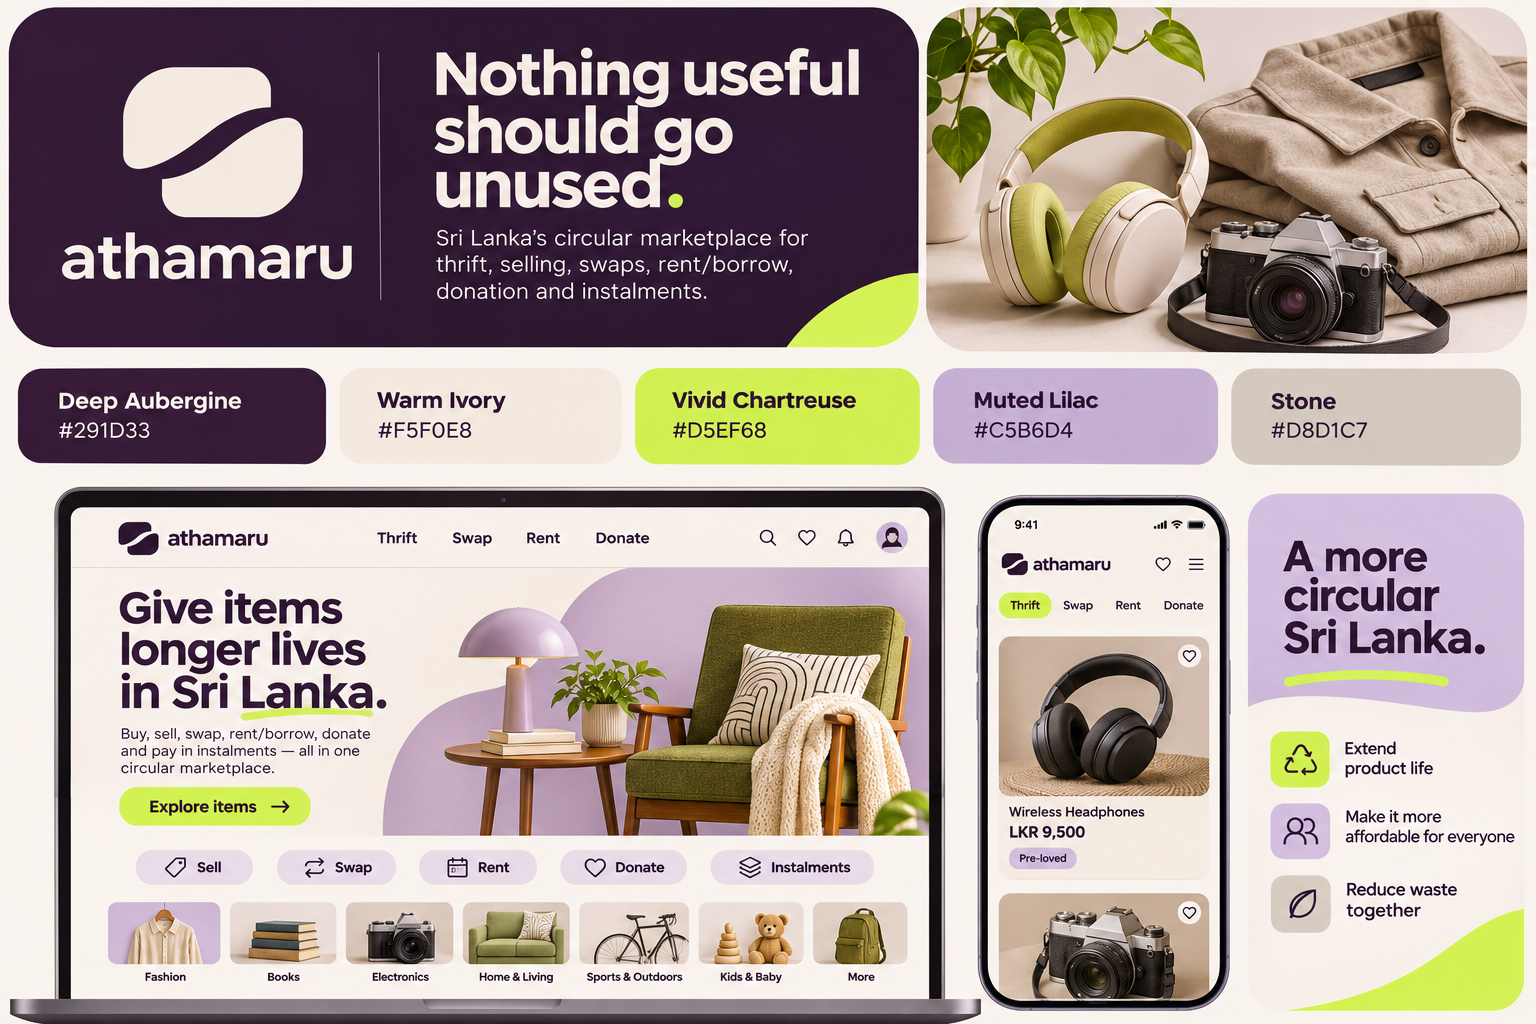 athamaru
Nothing useful
should go
unused.
Sri Lanka's circular marketplace for
thrift, selling, swaps, rent/borrow,
donation and instalments.
Deep Aubergine
#291D33
Warm Ivory
#F5F0E8
Vivid Chartreuse
#D5EF68
Muted Lilac
#C5B6D4
Stone
#D8D1C7
athamaru
Thrift
Swap
Rent
Donate
Give items
longer lives
in Sri Lanka.
Buy, sell, swap, rent/borrow, donate
and pay in instalments — all in one
circular marketplace.
Explore items →
Sell
Swap
Rent
Donate
Instalments
Fashion
Books
Electronics
Home & Living
Sports & Outdoors
Kids & Baby
More
9:41
athamaru
Thrift
Swap
Rent
Donate
Wireless Headphones
LKR 9,500
Pre-loved
A more
circular
Sri Lanka.
Extend
product life
Make it more
affordable for everyone
Reduce waste
together